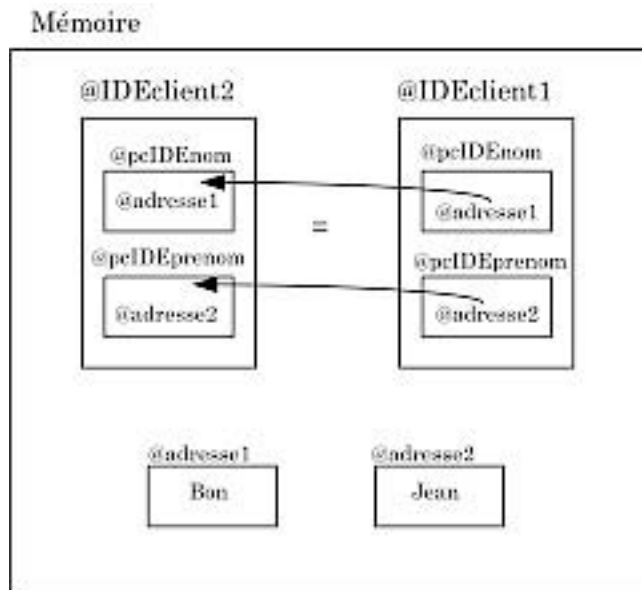 Mémoire
@IDEclient2
@IDEclient1
@pcIDEnom
@pcIDEnom
@adresse1
@adresse1
=
@pcIDEprenom
@pcIDEprenom
@adresse2
@adresse2
@adresse1
@adresse2
Bon
Jean